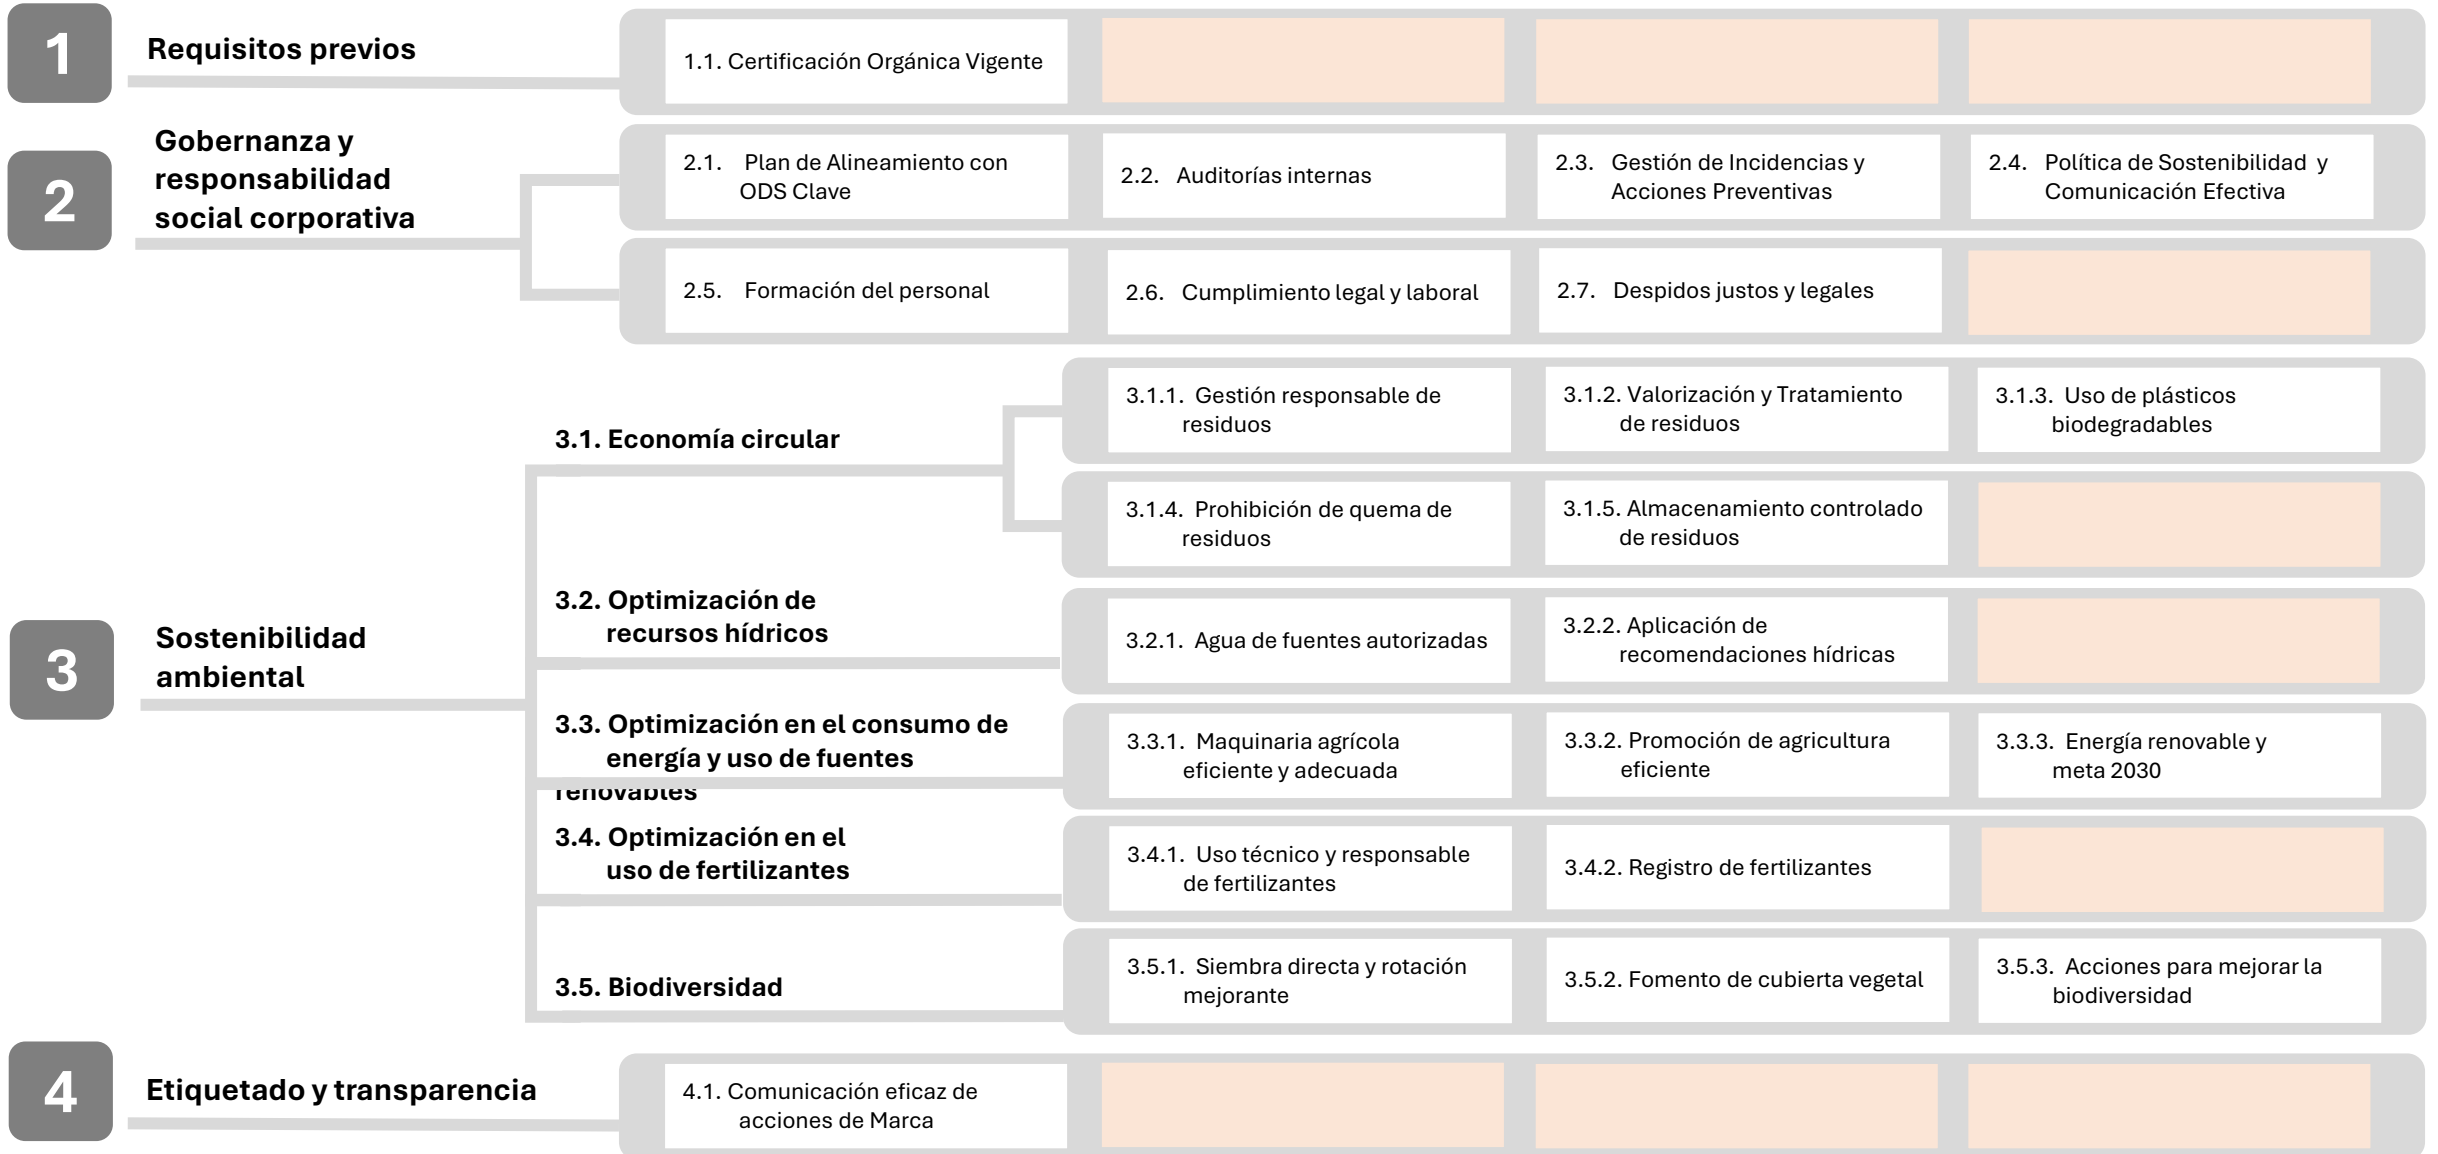 1
Requisitos previos
1.1. Certificación Orgánica Vigente
2
Gobernanza y
responsabilidad
social corporativa
2.1. Plan de Alineamiento con
ODS Clave
2.2. Auditorías internas
2.3. Gestión de Incidencias y
Acciones Preventivas
2.4. Política de Sostenibilidad y
Comunicación Efectiva
2.5. Formación del personal
2.6. Cumplimiento legal y laboral
2.7. Despidos justos y legales
3
Sostenibilidad
ambiental
3.1. Economía circular
3.1.1. Gestión responsable de
residuos
3.1.2. Valorización y Tratamiento
de residuos
3.1.3. Uso de plásticos
biodegradables
3.1.4. Prohibición de quema de
residuos
3.1.5. Almacenamiento controlado
de residuos
3.2. Optimización de
recursos hídricos
3.2.1. Agua de fuentes autorizadas
3.2.2. Aplicación de
recomendaciones hídricas
3.3. Optimización en el consumo de
energía y uso de fuentes
renovables
3.3.1. Maquinaria agrícola
eficiente y adecuada
3.3.2. Promoción de agricultura
eficiente
3.3.3. Energía renovable y
meta 2030
3.4. Optimización en el
uso de fertilizantes
3.4.1. Uso técnico y responsable
de fertilizantes
3.4.2. Registro de fertilizantes
3.5. Biodiversidad
3.5.1. Siembra directa y rotación
mejorante
3.5.2. Fomento de cubierta vegetal
3.5.3. Acciones para mejorar la
biodiversidad
4
Etiquetado y transparencia
4.1. Comunicación eficaz de
acciones de Marca